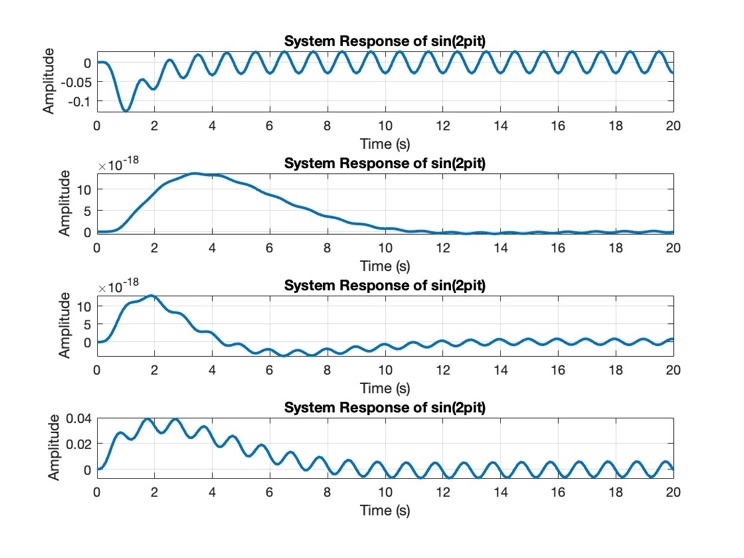 System Response of sin(2pit)
Amplitude
0
-0.05
-0.1
0 2 4 6 8 10 12 14 16 18 20
Time (s)
×10-18
System Response of sin(2pit)
Amplitude
10
5
0
0 2 4 6 8 10 12 14 16 18 20
Time (s)
×10-18
System Response of sin(2pit)
Amplitude
10
5
0
0 2 4 6 8 10 12 14 16 18 20
Time (s)
System Response of sin(2pit)
Amplitude
0.04
0.02
0
0 2 4 6 8 10 12 14 16 18 20
Time (s)